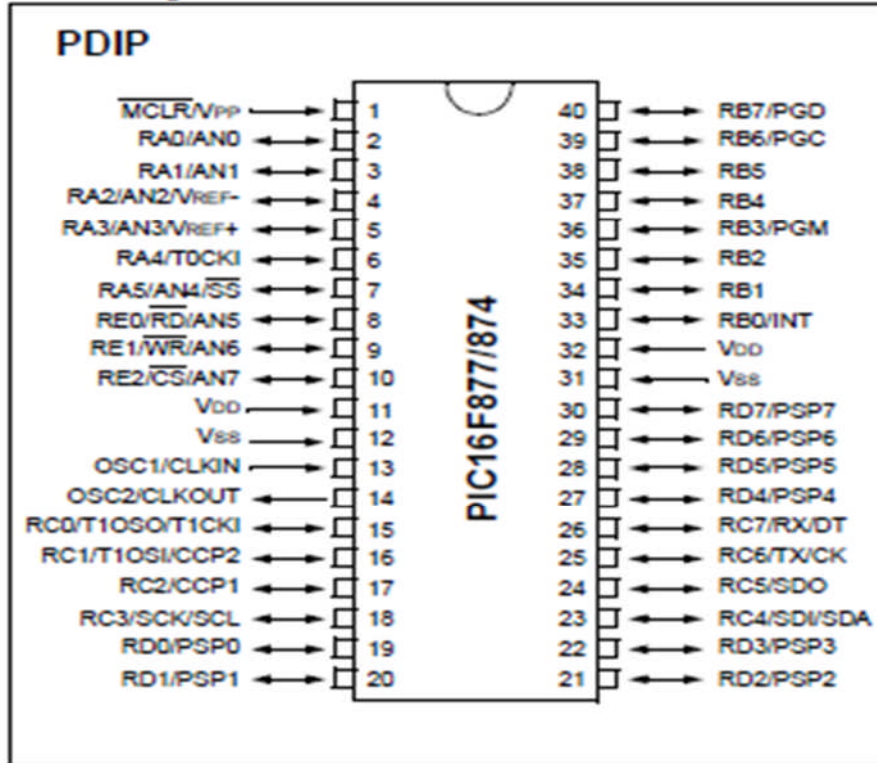 PDIP
MCLR/VPP 1 40 RB7/PGD
RA0/AN0 2 39 RB6/PGC
RA1/AN1 3 38 RB5
RA2/AN2/VREF- 4 37 RB4
RA3/AN3/VREF+ 5 36 RB3/PGM
RA4/T0CKI 6 35 RB2
RA5/AN4/SS 7 34 RB1
RE0/RD/AN5 8 33 RB0/INT
RE1/WR/AN6 9 32 VDD
RE2/CS/AN7 10 31 VSS
VDD 11 30 RD7/PSP7
VSS 12 29 RD6/PSP6
OSC1/CLKIN 13 28 RD5/PSP5
OSC2/CLKOUT 14 27 RD4/PSP4
RC0/T1OSO/T1CKI 15 26 RC7/RX/DT
RC1/T1OSI/CCP2 16 25 RC6/TX/CK
RC2/CCP1 17 24 RC5/SDO
RC3/SCK/SCL 18 23 RC4/SDI/SDA
RD0/PSP0 19 22 RD3/PSP3
RD1/PSP1 20 21 RD2/PSP2
PIC16F877/874